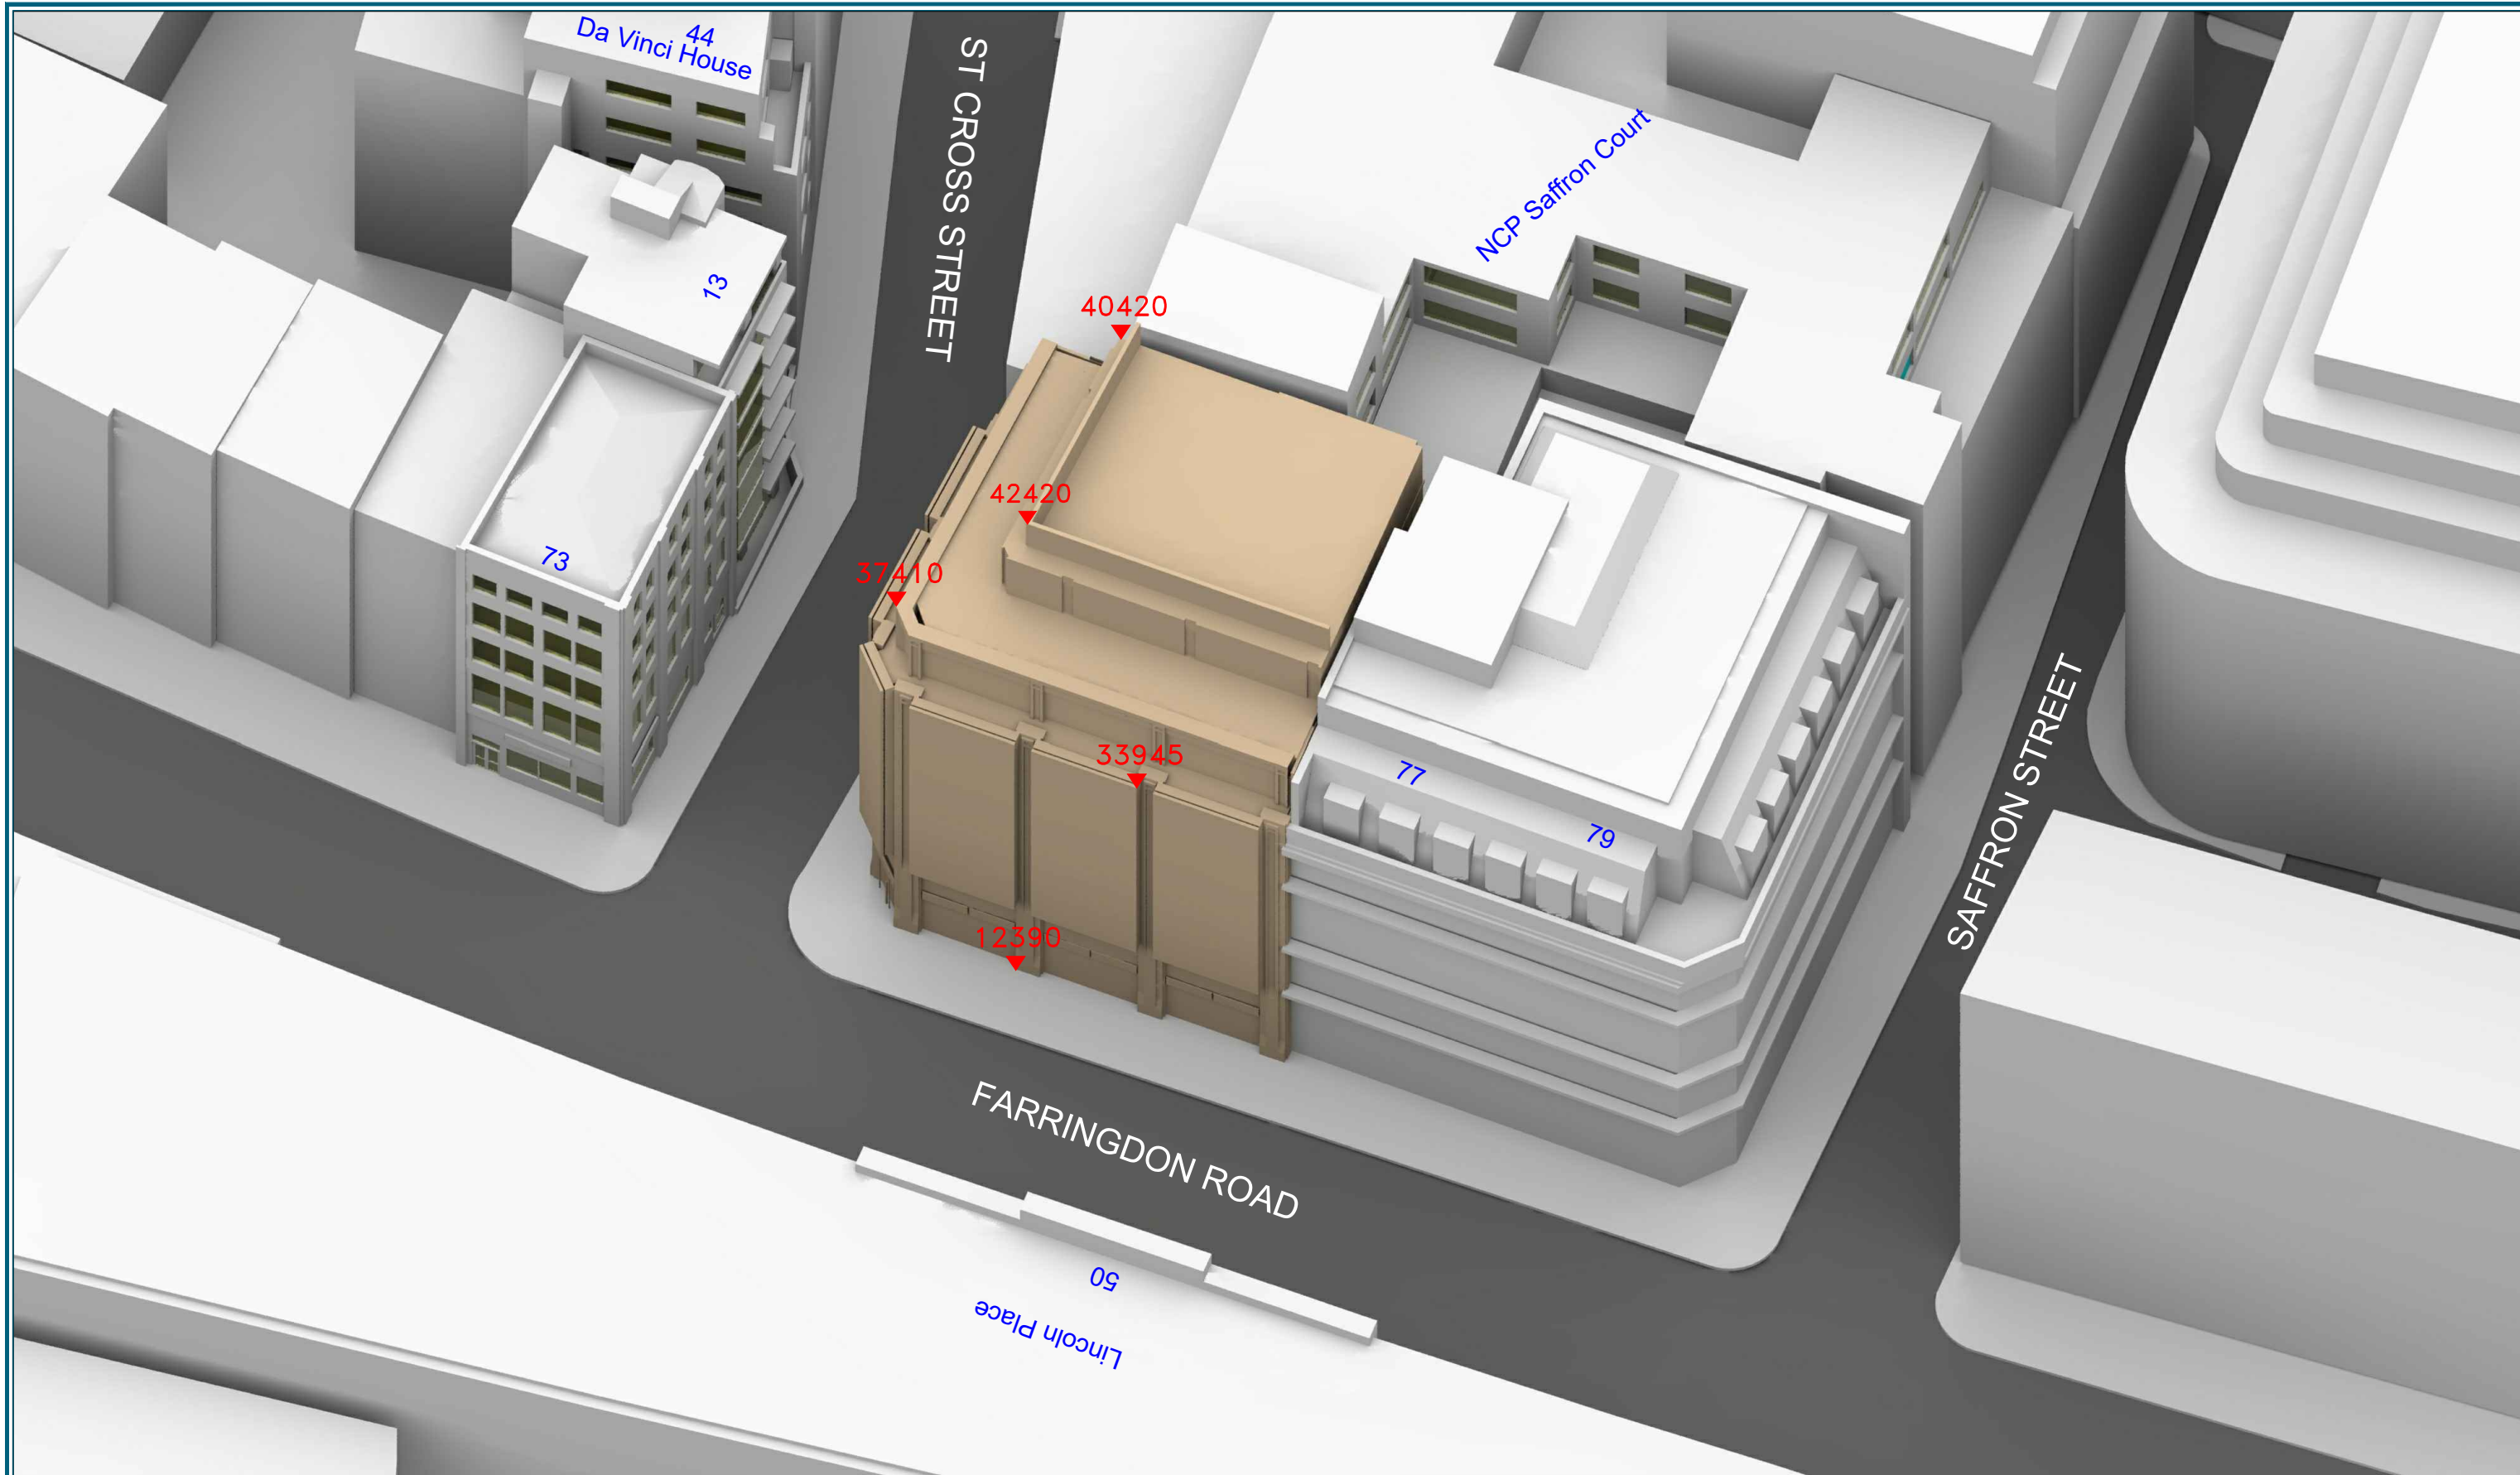 44
Da Vinci House
ST CROSS STREET
NCP Saffron Court
13
40420
42420
73
37410
33945
77
79
SAFFRON STREET
12390
FARRINGDON ROAD
50
Lincoln Place